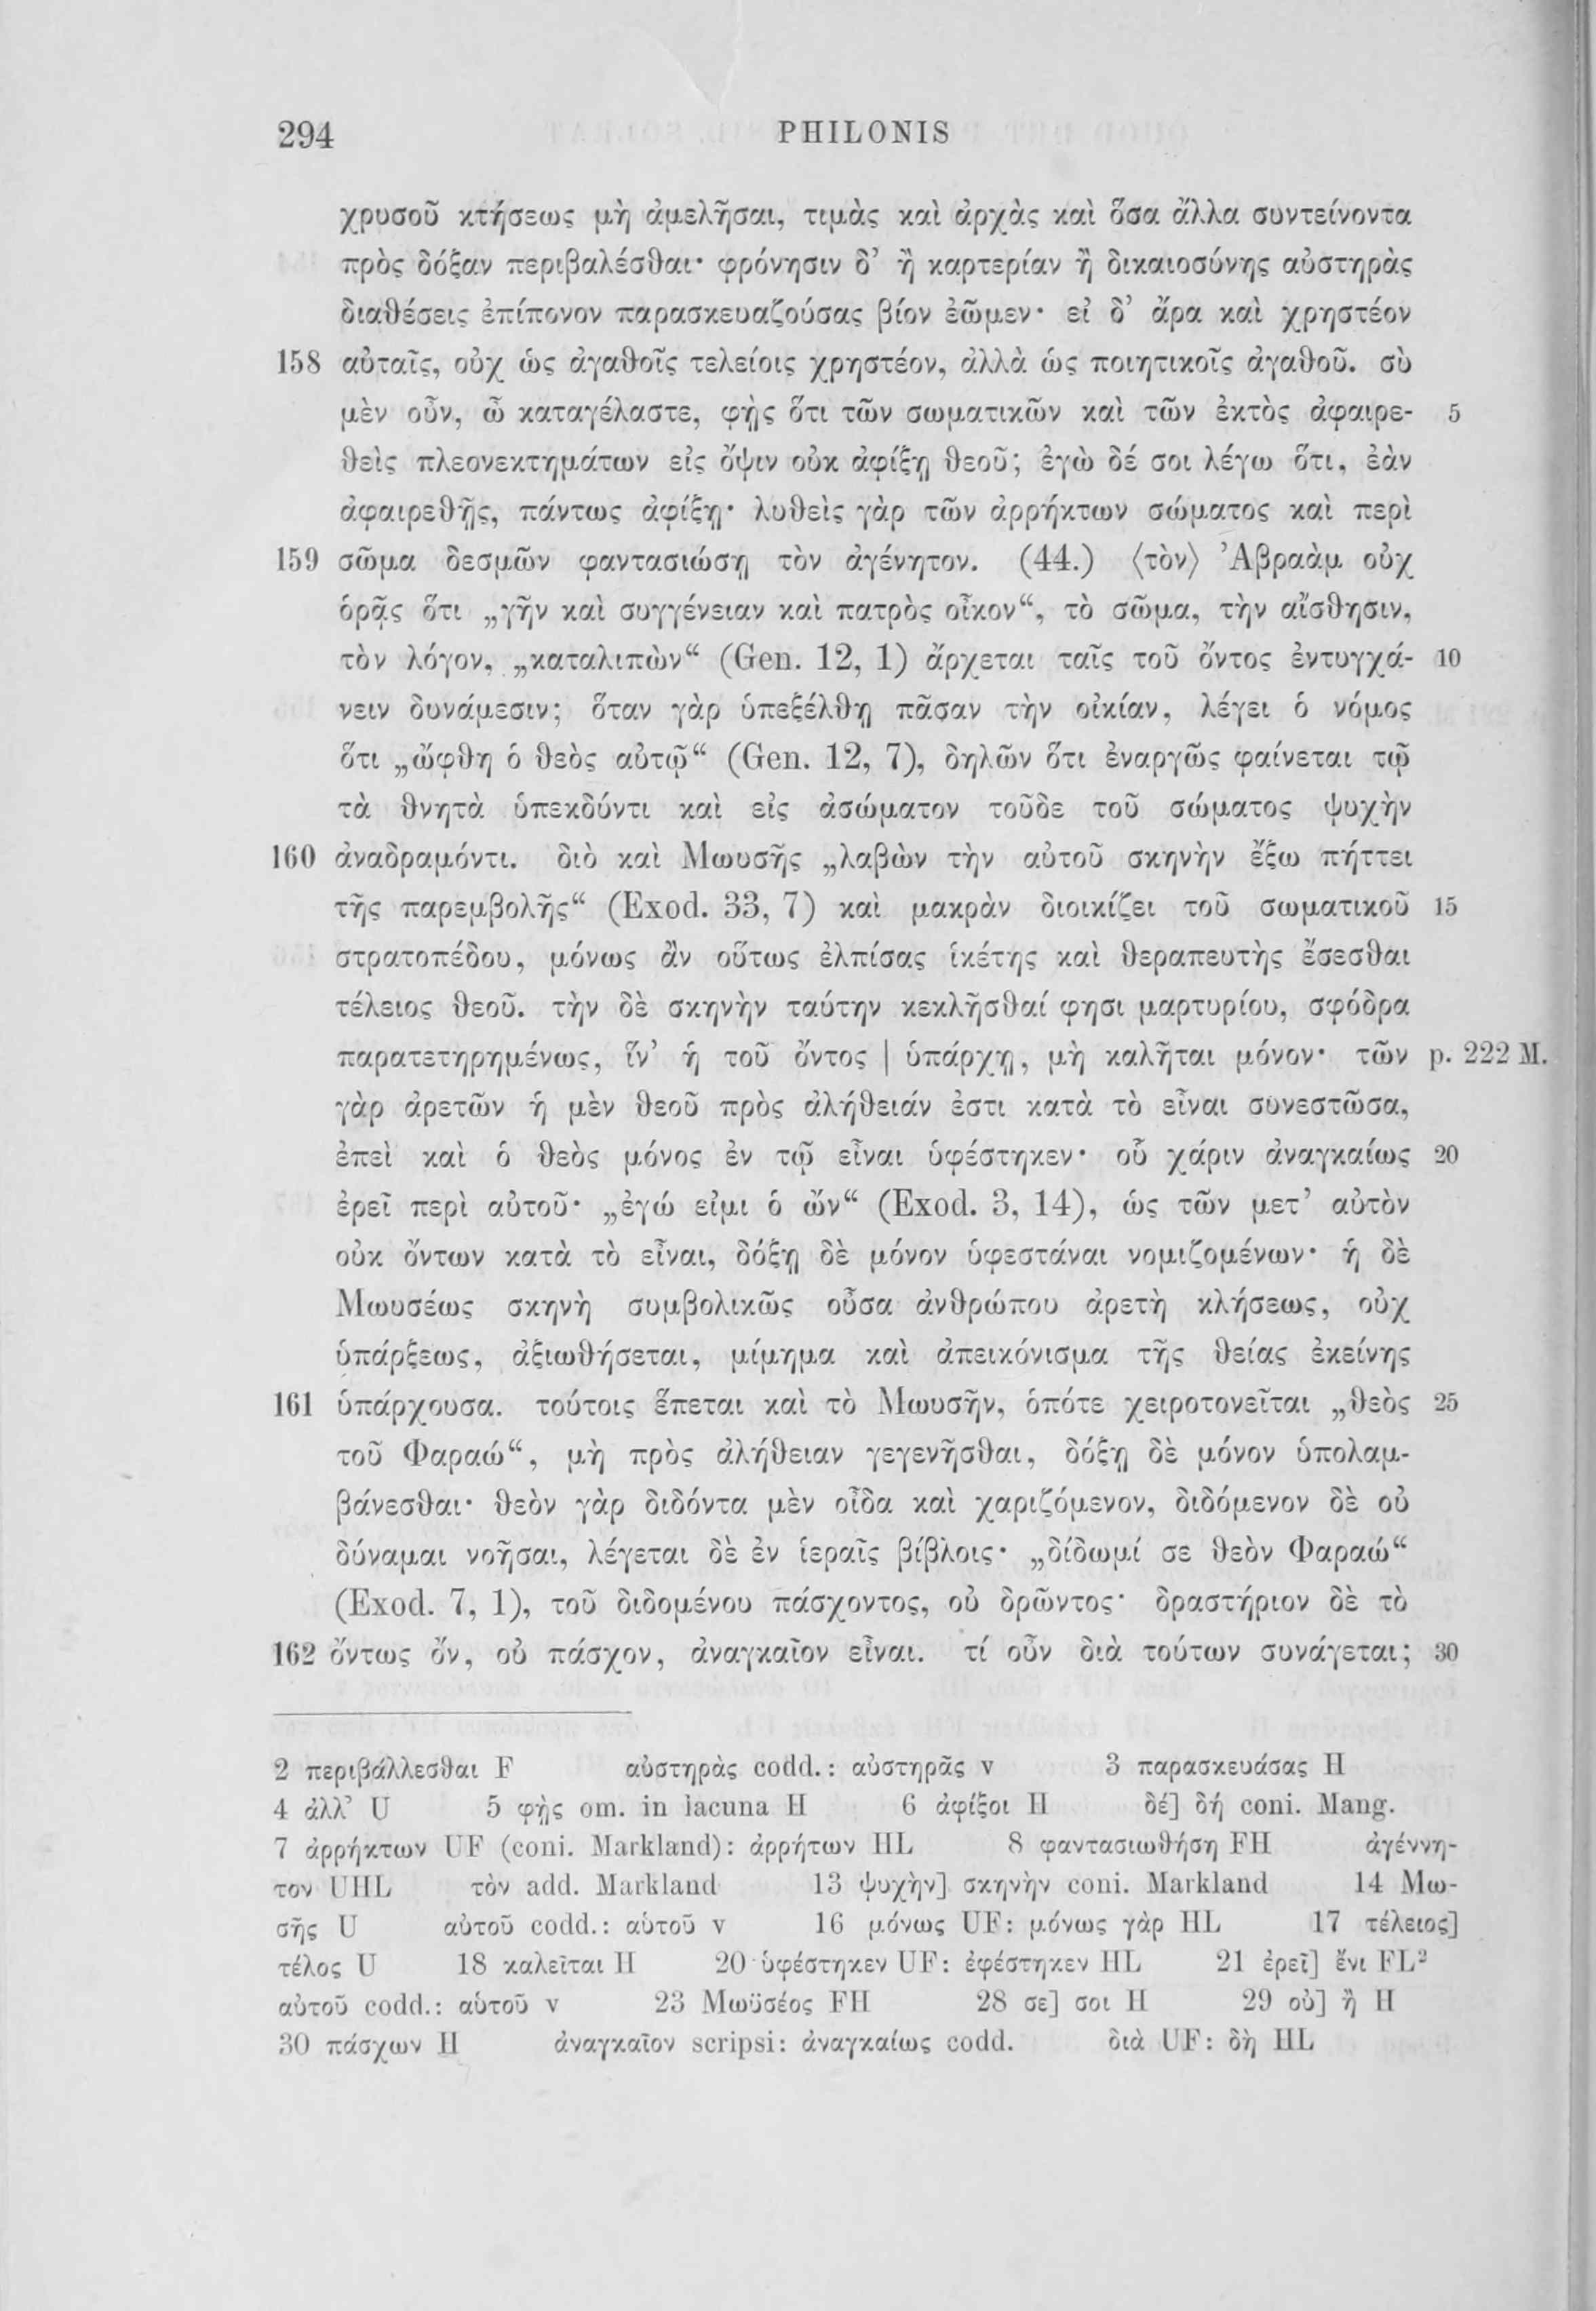 294 PHILONIS
χρυσοῦ κτήσεως μὴ ἀμελῆσαι, τιμὰς καὶ ἀρχὰς καὶ ὅσα ἄλλα συντείνοντα
πρὸς δόξαν περιβαλέσθαι· φρόνησιν δ’ ἢ καρτερίαν ἢ δικαιοσύνης αὐστηρὰς
διαθέσεις ἐπίπονον παρασκευαζούσας βίον ἐῶμεν· εἰ δ’ ἄρα καὶ χρηστέον
158 αὐταῖς, οὐχ ὡς ἀγαθοῖς τελείοις χρηστέον, ἀλλὰ ὡς ποιητικοῖς ἀγαθοῦ. σὺ
μὲν οὖν, ὦ καταγέλαστε, φῂς ὅτι τῶν σωματικῶν καὶ τῶν ἐκτὸς ἀφαιρε- 5
θεὶς πλεονεκτημάτων εἰς ὄψιν οὐκ ἀφίξῃ θεοῦ; ἐγὼ δέ σοι λέγω ὅτι, ἐὰν
ἀφαιρεθῇς, πάντως ἀφίξῃ· λυθεὶς γὰρ τῶν ἀρρήκτων σώματος καὶ περὶ
159 σῶμα δεσμῶν φαντασιώσῃ τὸν ἀγένητον. (44.) ⟨τὸν⟩ Ἀβραὰμ οὐχ
ὁρᾷς ὅτι „γῆν καὶ συγγένειαν καὶ πατρὸς οἶκον“, τὸ σῶμα, τὴν αἴσθησιν,
τὸν λόγον, „καταλιπὼν“ (Gen. 12, 1) ἄρχεται ταῖς τοῦ ὄντος ἐντυγχά- 10
νειν δυνάμεσιν; ὅταν γὰρ ὑπεξέλθῃ πᾶσαν τὴν οἰκίαν, λέγει ὁ νόμος
ὅτι „ὤφθη ὁ θεὸς αὐτῷ“ (Gen. 12, 7), δηλῶν ὅτι ἐναργῶς φαίνεται τῷ
τὰ θνητὰ ὑπεκδύντι καὶ εἰς ἀσώματον τοῦδε τοῦ σώματος ψυχὴν
160 ἀναδραμόντι. διὸ καὶ Μωυσῆς „λαβὼν τὴν αὐτοῦ σκηνὴν ἔξω πήττει
τῆς παρεμβολῆς“ (Exod. 33, 7) καὶ μακρὰν διοικίζει τοῦ σωματικοῦ 15
στρατοπέδου, μόνως ἂν οὕτως ἐλπίσας ἱκέτης καὶ θεραπευτὴς ἔσεσθαι
τέλειος θεοῦ. τὴν δὲ σκηνὴν ταύτην κεκλῆσθαί φησι μαρτυρίου, σφόδρα
παρατετηρημένως, ἵν’ ἡ τοῦ ὄντος | ὑπάρχῃ, μὴ καλῆται μόνον· τῶν p. 222 M.
γὰρ ἀρετῶν ἡ μὲν θεοῦ πρὸς ἀλήθειάν ἐστι κατὰ τὸ εἶναι συνεστῶσα,
ἐπεὶ καὶ ὁ θεὸς μόνος ἐν τῷ εἶναι ὑφέστηκεν· οὗ χάριν ἀναγκαίως 20
ἐρεῖ περὶ αὐτοῦ· „ἐγώ εἰμι ὁ ὤν“ (Exod. 3, 14), ὡς τῶν μετ’ αὐτὸν
οὐκ ὄντων κατὰ τὸ εἶναι, δόξῃ δὲ μόνον ὑφεστάναι νομιζομένων· ἡ δὲ
Μωυσέως σκηνὴ συμβολικῶς οὖσα ἀνθρώπου ἀρετὴ κλήσεως, οὐχ
ὑπάρξεως, ἀξιωθήσεται, μίμημα καὶ ἀπεικόνισμα τῆς θείας ἐκείνης
161 ὑπάρχουσα. τούτοις ἕπεται καὶ τὸ Μωυσῆν, ὁπότε χειροτονεῖται „θεὸς 25
τοῦ Φαραώ“, μὴ πρὸς ἀλήθειαν γεγενῆσθαι, δόξῃ δὲ μόνον ὑπολαμ-
βάνεσθαι· θεὸν γὰρ διδόντα μὲν οἶδα καὶ χαριζόμενον, διδόμενον δὲ οὐ
δύναμαι νοῆσαι, λέγεται δὲ ἐν ἱεραῖς βίβλοις· „δίδωμί σε θεὸν Φαραώ“
(Exod. 7, 1), τοῦ διδομένου πάσχοντος, οὐ δρῶντος· δραστήριον δὲ τὸ
162 ὄντως ὄν, οὐ πάσχον, ἀναγκαῖον εἶναι. τί οὖν διὰ τούτων συνάγεται; 30
2 περιβάλλεσθαι F αὐστηρὰς codd.: αὐστηρᾶς v 3 παρασκευάσας H
4 ἀλλ’ U 5 φῂς om. in lacuna H 6 ἀφίξοι H δέ] δή coni. Mang.
7 ἀρρήκτων UF (coni. Markland): ἀρρήτων HL 8 φαντασιωθήση FH ἀγέννη-
τον UHL τὸν add. Markland 13 ψυχὴν] σκηνὴν coni. Markland 14 Μω-
σῆς U αὐτοῦ codd.: αὑτοῦ v 16 μόνως UF: μόνως γὰρ HL 17 τέλειος]
τέλος U 18 καλεῖται H 20 ὑφέστηκεν UF: ἐφέστηκεν HL 21 ἐρεῖ] ἔνι FL²
αὐτοῦ codd.: αὑτοῦ v 23 Μωϋσέος FH 28 σε] σοι H 29 οὐ] ἢ H
30 πάσχων H ἀναγκαῖον scripsi: ἀναγκαίως codd. διὰ UF: δὴ HL